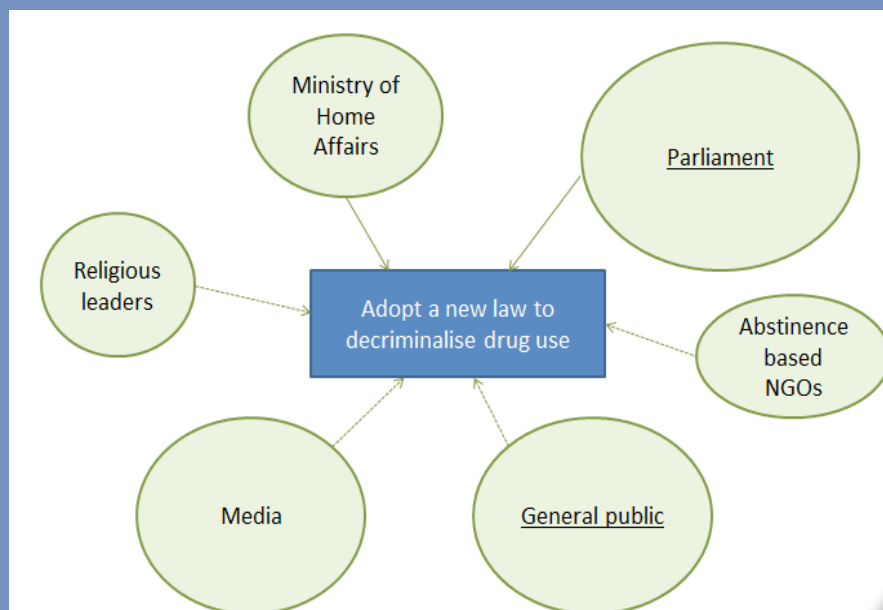 Ministry of
Home
Affairs
Parliament
Religious
leaders
Adopt a new law to
decriminalise drug use
Abstinence
based
NGOs
Media
General public